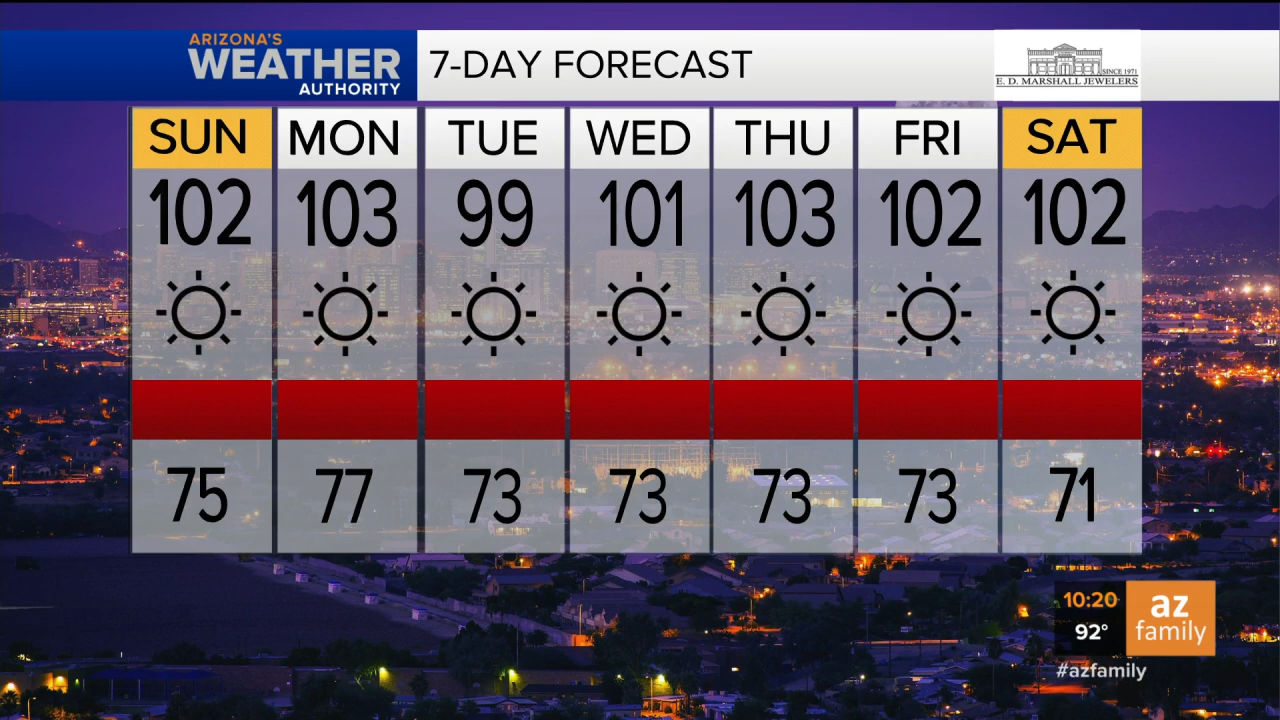 ARIZONA'S
WEATHER
AUTHORITY
7-DAY FORECAST
SINCE 1971
E. D. MARSHALL JEWELERS
SUN MON TUE WED THU FRI SAT
102 103 99 101 103 102 102
75 77 73 73 73 73 71
10:20
92°
az
family
#azfamily